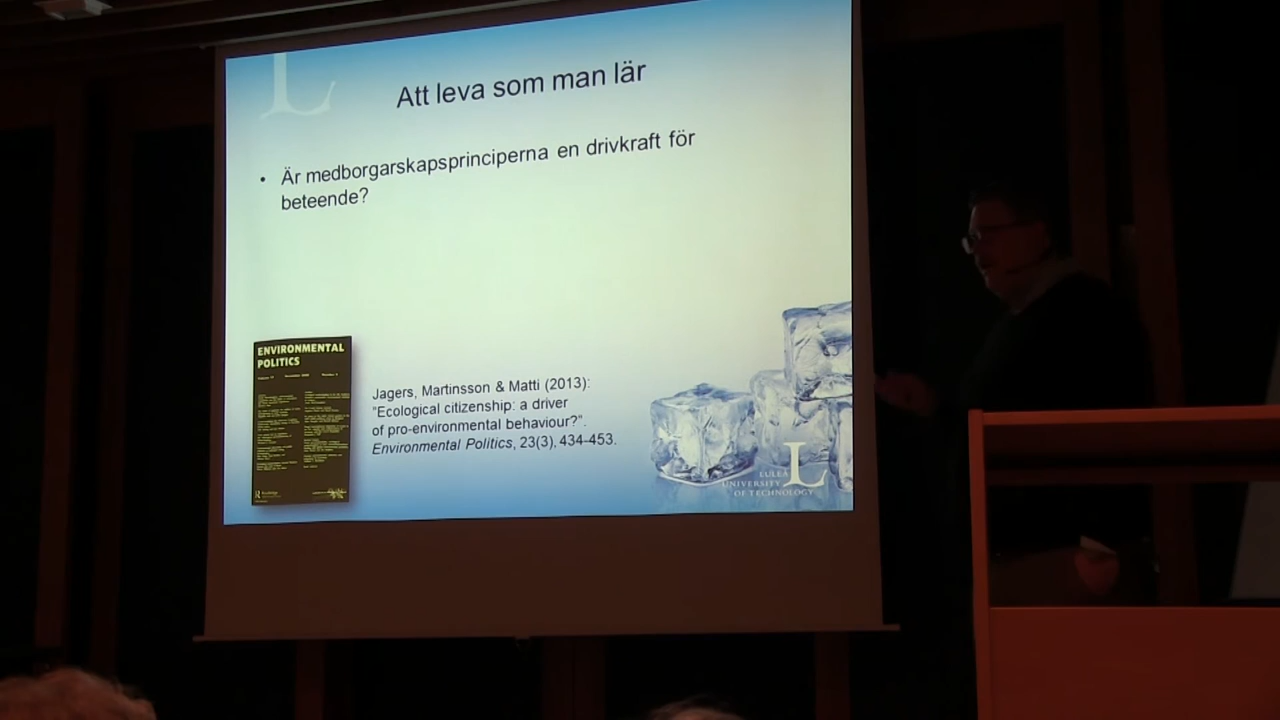 L
Att leva som man lär
• Är medborgarskapsprinciperna en drivkraft för
beteende?
ENVIRONMENTAL
POLITICS
Jagers, Martinsson & Matti (2013):
"Ecological citizenship: a driver
of pro-environmental behaviour?".
Environmental Politics, 23(3), 434-453.
Routledge
L
LULEÅ
UNIVERSITY
OF TECHNOLOGY